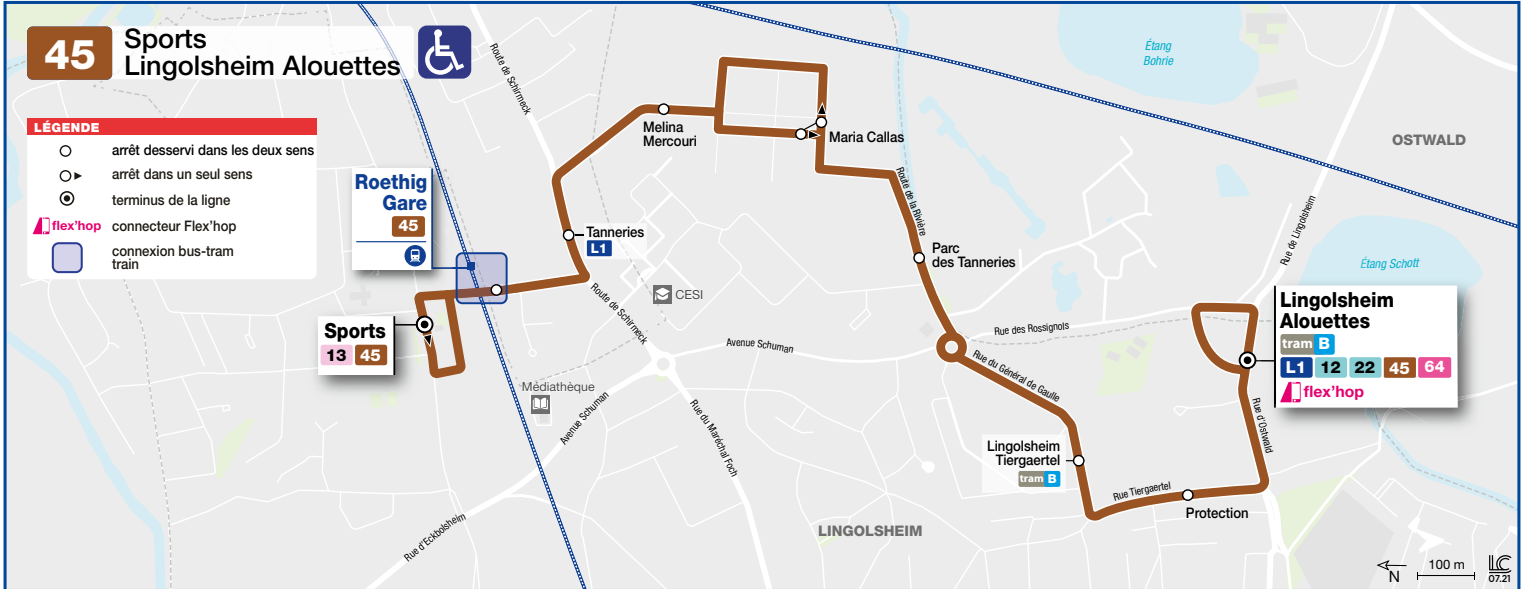 45
Sports
Lingolsheim Alouettes
LÉGENDE
arrêt desservi dans les deux sens
arrêt dans un seul sens
terminus de la ligne
flex'hop connecteur Flex'hop
connexion bus-tram
train
Roethig
Gare
45
Sports
13 45
Route de Schirmeck
Melina
Mercouri
Maria Callas
Tanneries
L1
Route de Schirmeck
CESI
Médiathèque
Avenue Schuman
Avenue Schuman
Rue du Maréchal Foch
Rue d'Eckbolsheim
Route de la Rivière
Parc
des Tanneries
Rue des Rossignols
Rue du Général de Gaulle
Lingolsheim
Tiergaertel
tram B
Rue Tiergaertel
Protection
Rue d'Ostwald
Rue de Lingolsheim
Étang
Bohrie
OSTWALD
Étang Schott
Lingolsheim
Alouettes
tram B
L1 12 22 45 64
flex'hop
LINGOLSHEIM
N
100 m
LC
07.21